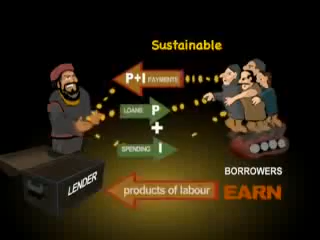 Sustainable
P+I PAYMENTS
LOANS P
+
SPENDING I
LENDER
BORROWERS
products of labour EARN